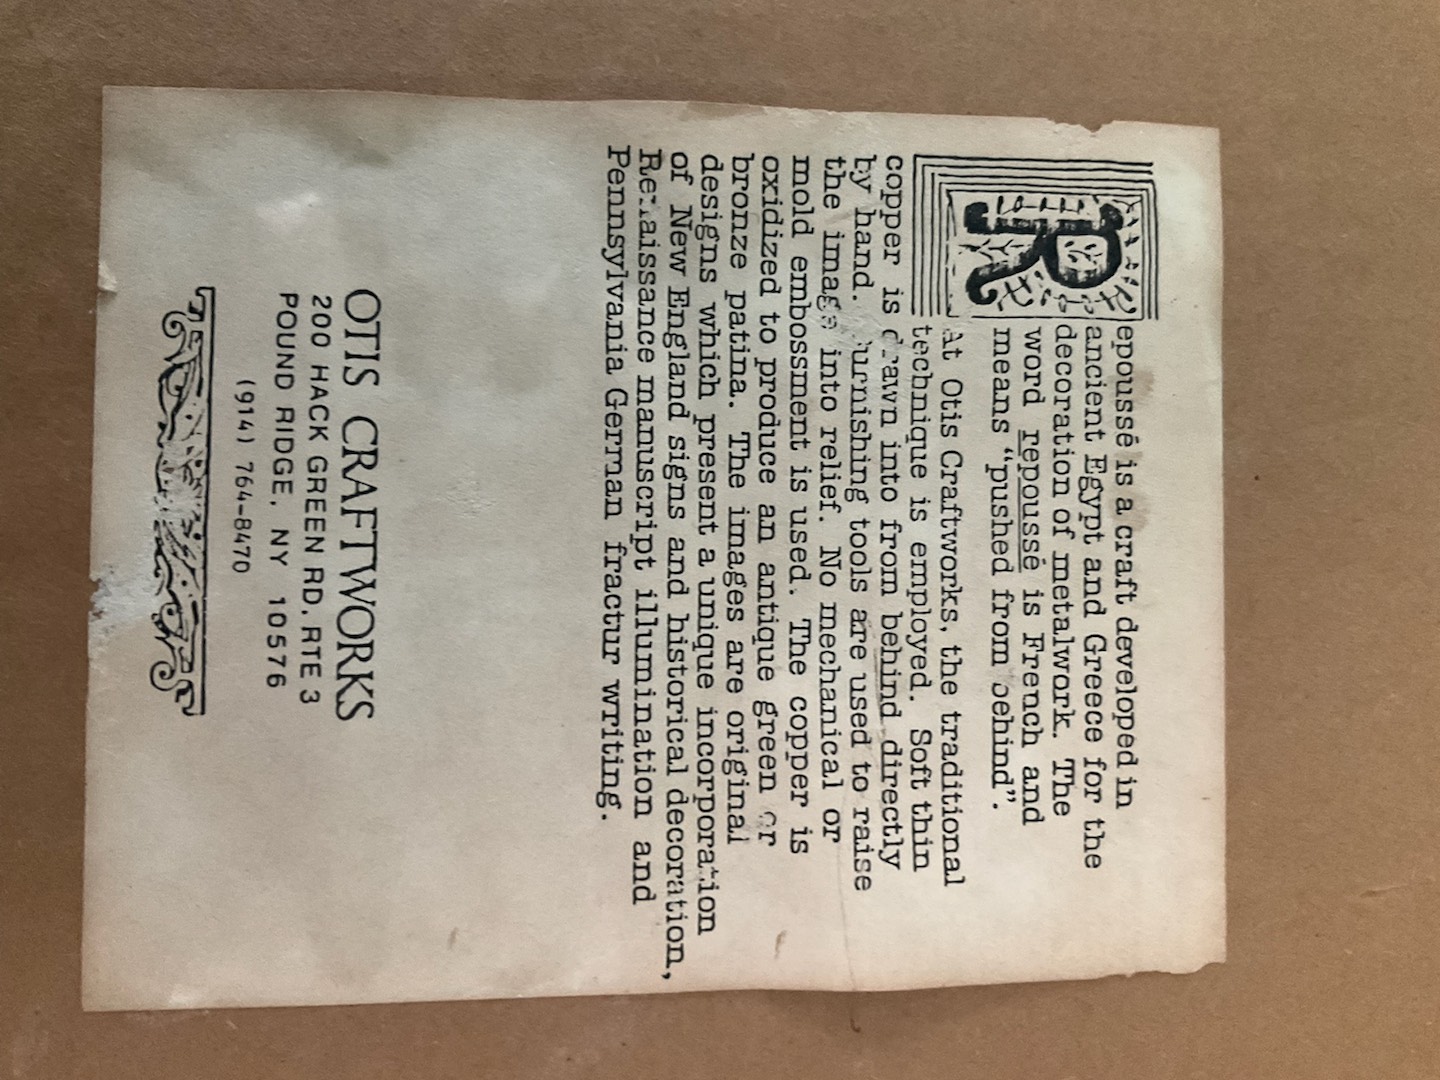 Repoussé is a craft developed in
ancient Egypt and Greece for the
decoration of metalwork. The
word repoussé is French and
means “pushed from behind”.
At Otis Craftworks, the traditional
technique is employed. Soft thin
copper is drawn into from behind directly
by hand. Burnishing tools are used to raise
the image into relief. No mechanical or
mold embossment is used. The copper is
oxidized to produce an antique green or
bronze patina. The images are original
designs which present a unique incorporation
of New England signs and historical decoration,
Renaissance manuscript illumination and
Pennsylvania German fractur writing.
OTIS CRAFTWORKS
200 HACK GREEN RD. RTE 3
POUND RIDGE, NY 10576
(914) 764-8470